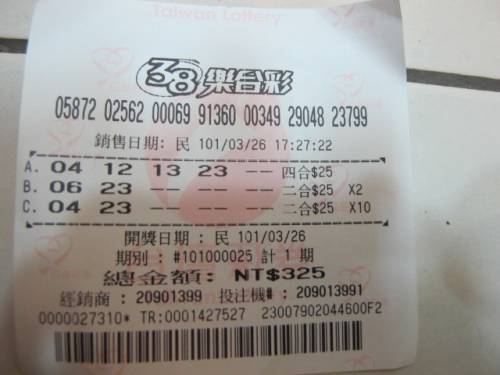 Taiwan Lottery
38樂合彩
05872 02562 00069 91360 00349 29048 23799
銷售日期: 民 101/03/26 17:27:22
A. 04 12 13 23 -- 四合$25
B. 06 23 -- -- -- 二合$25 X2
C. 04 23 -- -- -- 二合$25 X10
開獎日期 : 民 101/03/26
期別 : #101000025 計 1 期
總金額: NT$325
經銷商 : 20901399 投注機# : 209013991
0000027310* TR:0001427527 23007902044600F2